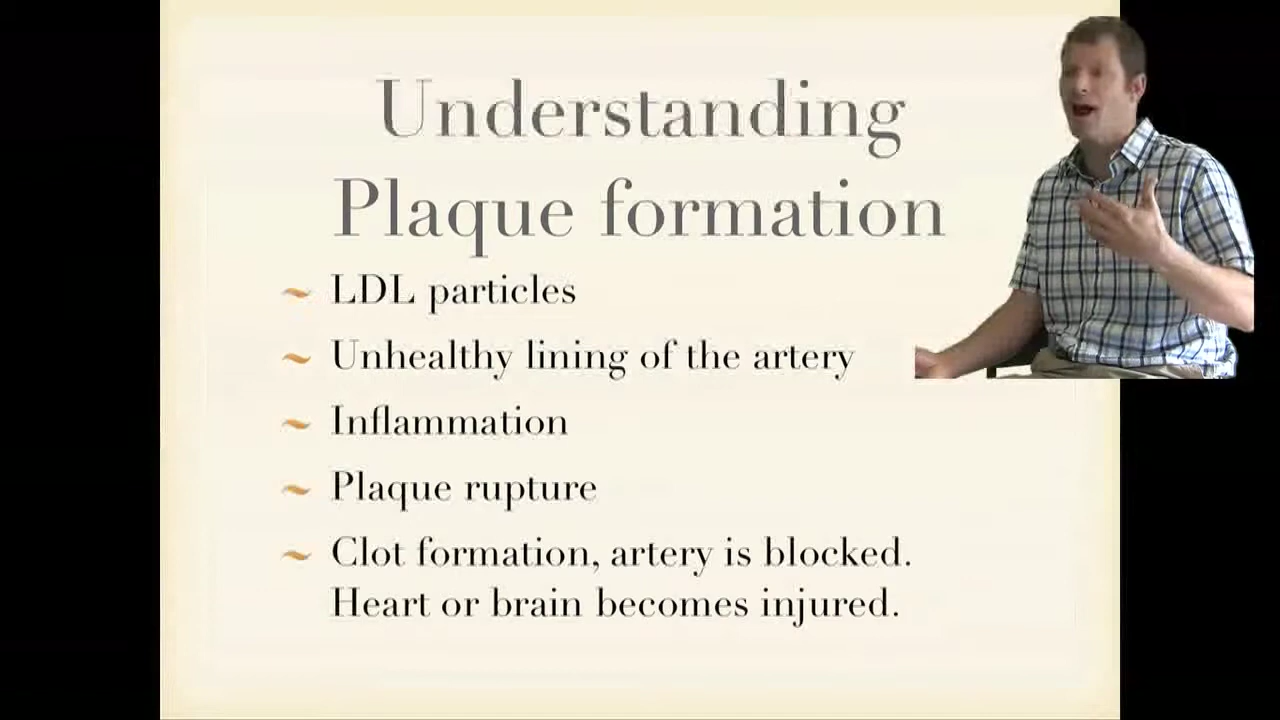 Understanding
Plaque formation
LDL particles
Unhealthy lining of the artery
Inflammation
Plaque rupture
Clot formation, artery is blocked.
Heart or brain becomes injured.